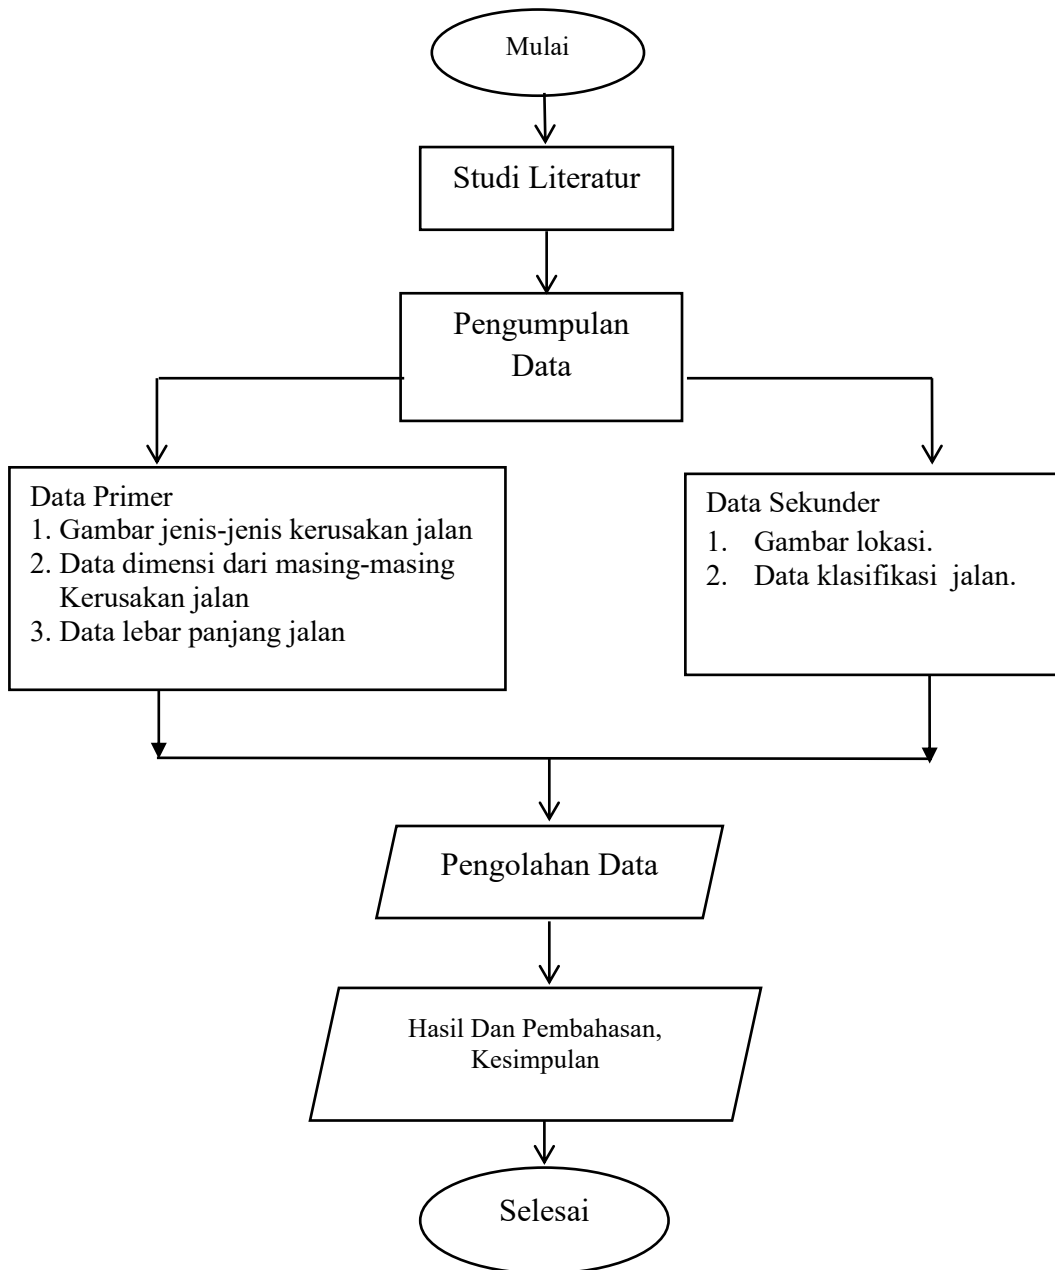 Mulai
Studi Literatur
Pengumpulan
Data
Data Primer
1. Gambar jenis-jenis kerusakan jalan
2. Data dimensi dari masing-masing
Kerusakan jalan
3. Data lebar panjang jalan
Data Sekunder
1. Gambar lokasi.
2. Data klasifikasi jalan.
Pengolahan Data
Hasil Dan Pembahasan,
Kesimpulan
Selesai